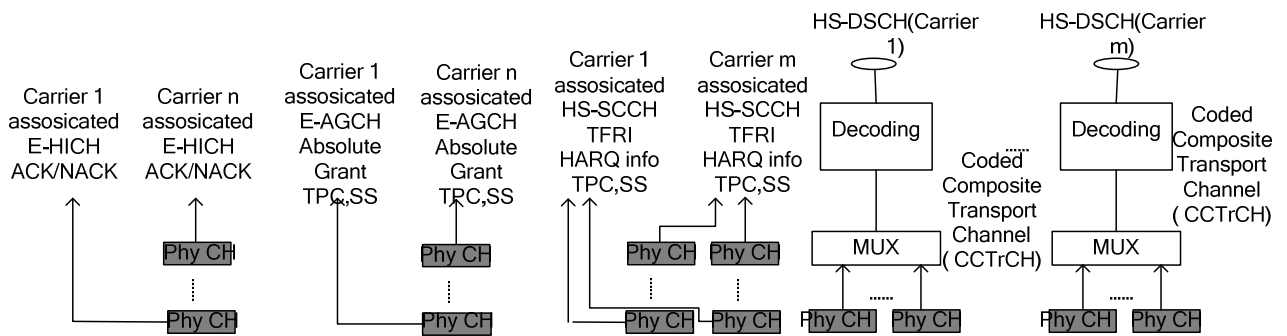 Carrier 1
assosicated
E-HICH
ACK/NACK
Carrier n
assosicated
E-HICH
ACK/NACK
Carrier 1
assosicated
E-AGCH
Absolute
Grant
TPC,SS
Carrier n
assosicated
E-AGCH
Absolute
Grant
TPC,SS
Carrier 1
assosicated
HS-SCCH
TFRI
HARQ info
TPC,SS
Carrier m
assosicated
HS-SCCH
TFRI
HARQ info
TPC,SS
HS-DSCH(Carrier
1)
HS-DSCH(Carrier
m)
Decoding
Decoding
......
Coded
Composite
Transport
Channel
( CCTrCH)
Coded
Composite
Transport
Channel
( CCTrCH)
MUX
MUX
Phy CH
Phy CH
Phy CH
Phy CH
......
......
Phy CH
Phy CH
Phy CH
Phy CH
Phy CH
Phy CH
Phy CH
Phy CH